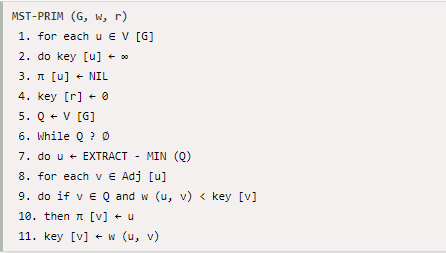 MST-PRIM (G, w, r)
1. for each u ∈ V [G]
2. do key [u] ← ∞
3. π [u] ← NIL
4. key [r] ← 0
5. Q ← V [G]
6. While Q ? ∅
7. do u ← EXTRACT - MIN (Q)
8. for each v ∈ Adj [u]
9. do if v ∈ Q and w (u, v) < key [v]
10. then π [v] ← u
11. key [v] ← w (u, v)